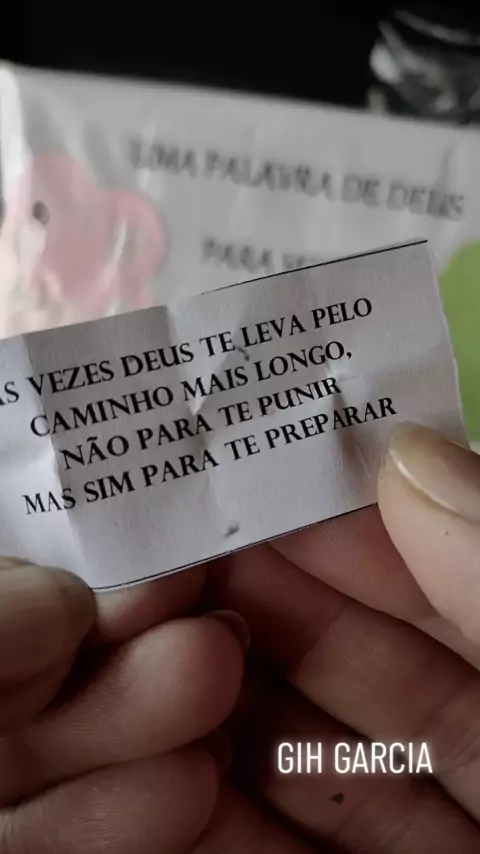 UMA PALAVRA DE DEUS
PARA
AS VEZES DEUS TE LEVA PELO
CAMINHO MAIS LONGO,
NÃO PARA TE PUNIR
MAS SIM PARA TE PREPARAR
GIH GARCIA